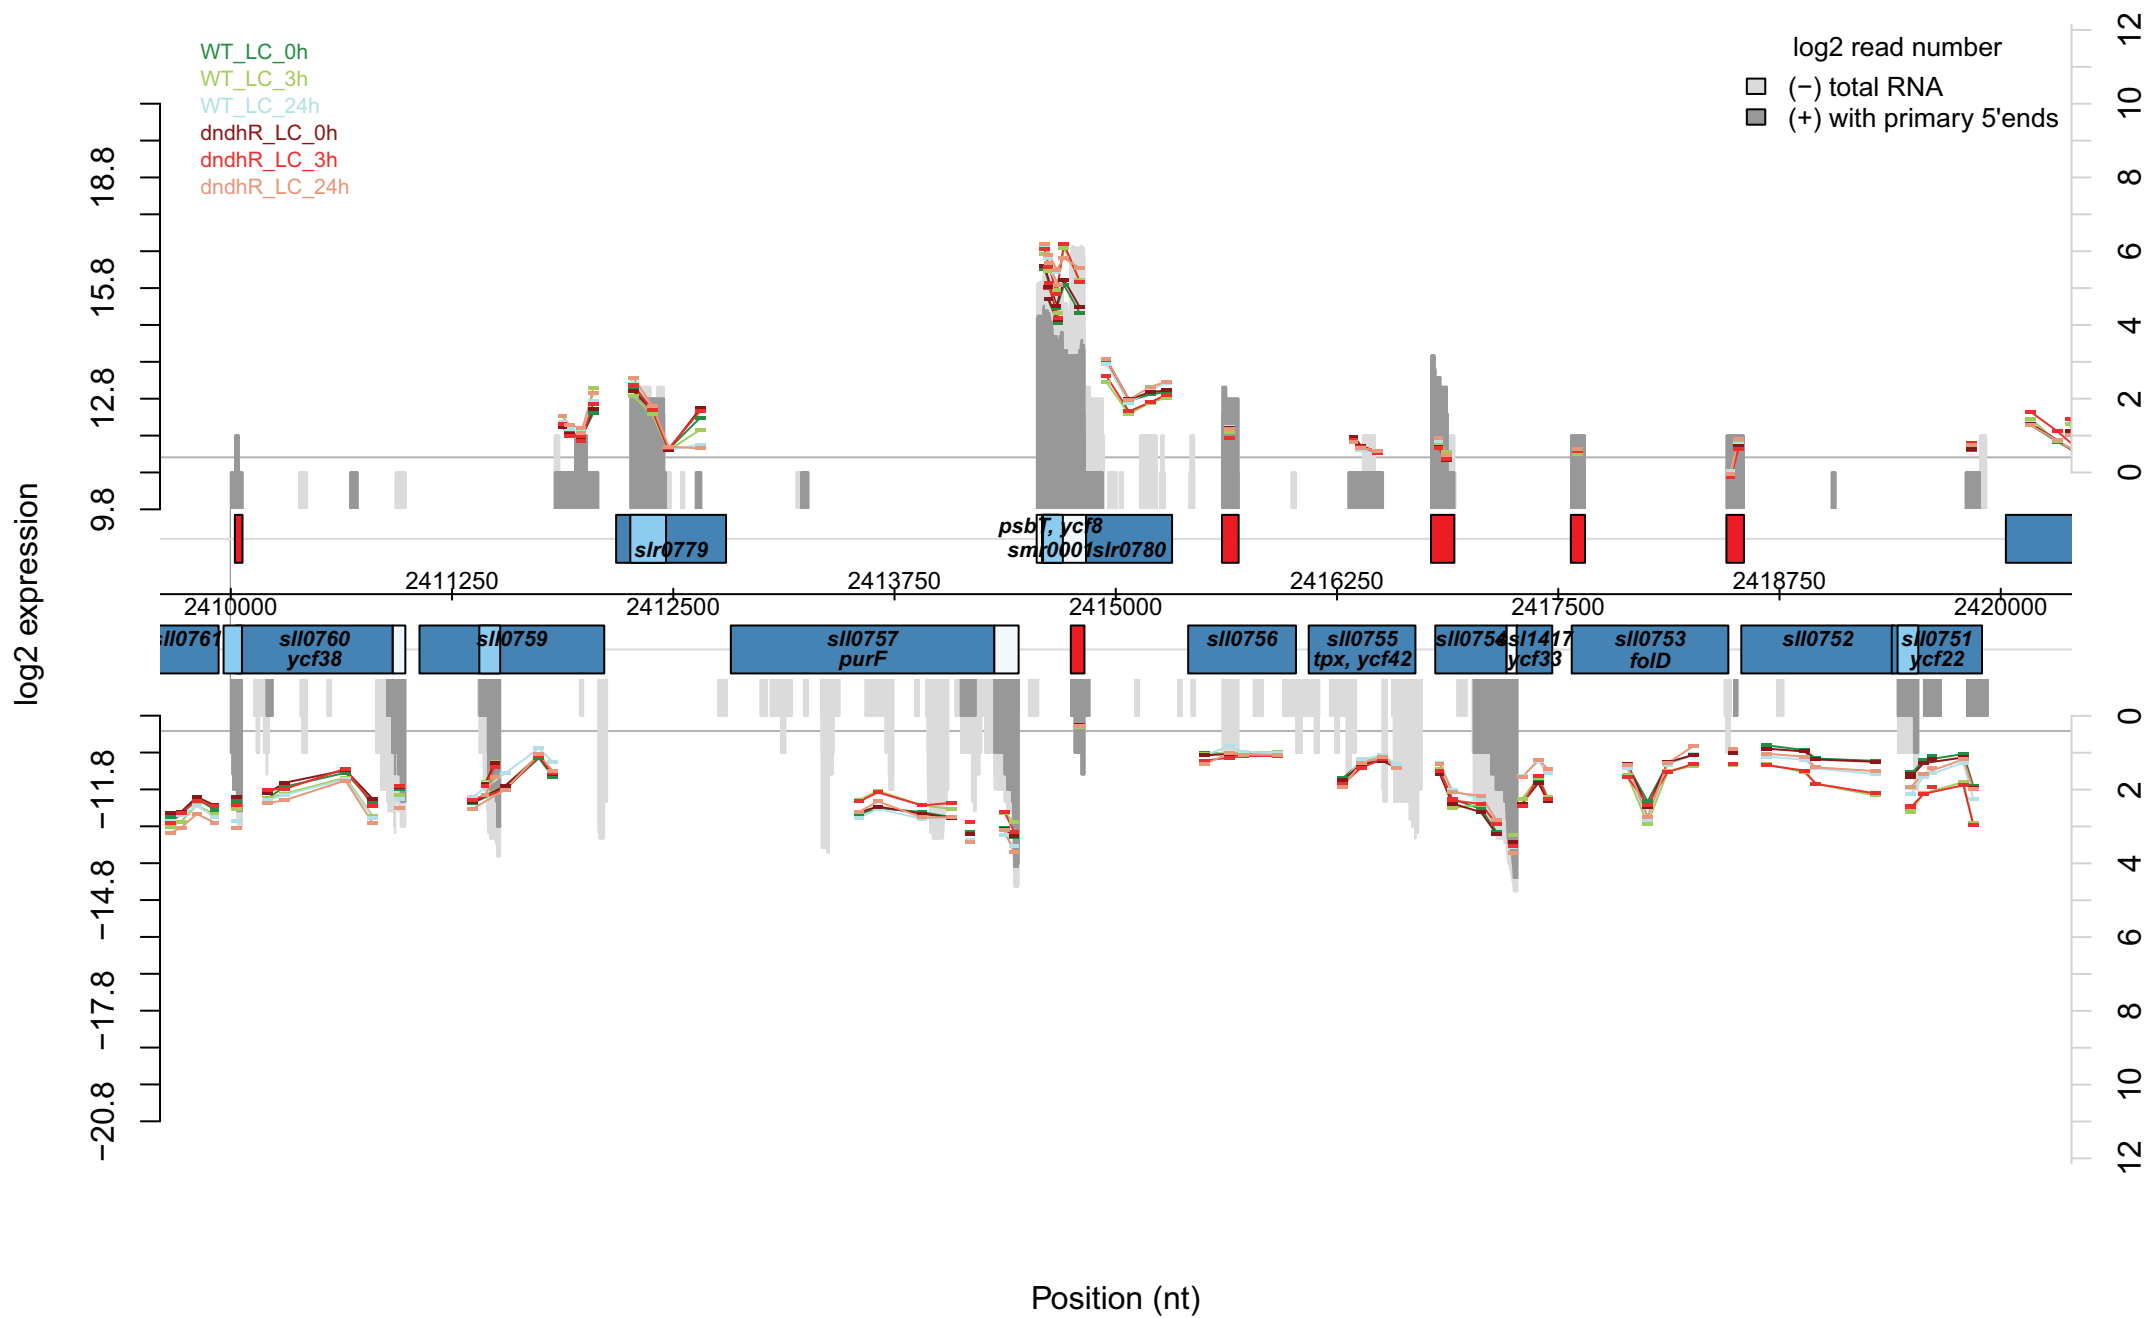 WT_LC_0h
WT_LC_3h
WT_LC_24h
dndhR_LC_0h
dndhR_LC_3h
dndhR_LC_24h
log2 read number
(−) total RNA
(+) with primary 5'ends
log2 expression
18.8
15.8
12.8
9.8
12
10
8
6
4
2
0
slr0779
psbT, ycf8
smr0001
slr0780
2411250
2413750
2416250
2418750
2410000
2412500
2415000
2417500
2420000
sll0761
sll0760
ycf38
sll0759
sll0757
purF
sll0756
sll0755
tpx, ycf42
sll0754
ssl1417
ycf33
sll0753
folD
sll0752
sll0751
ycf22
−11.8
−14.8
−17.8
−20.8
0
2
4
6
8
10
12
Position (nt)